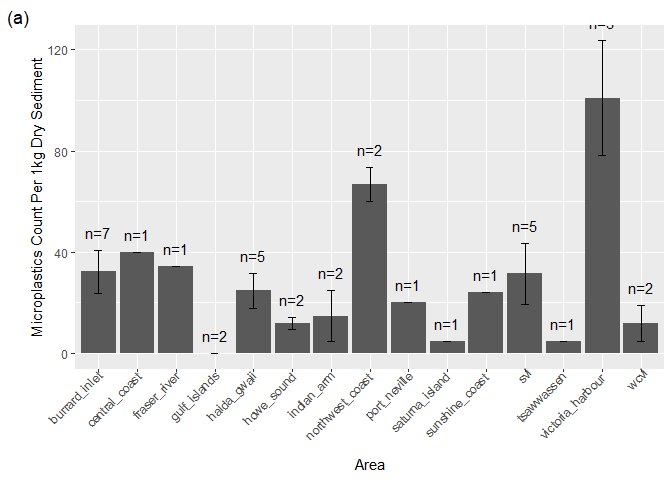 (a)
Microplastics Count Per 1kg Dry Sediment
120
80
40
0
n=7
n=1
n=1
n=2
n=5
n=2
n=2
n=2
n=1
n=1
n=1
n=5
n=1
n=2
burrard_inlet
central_coast
fraser_river
gulf_islands
haida_gwaii
howe_sound
indian_arm
northwest_coast
port_neville
saturna_island
sunshine_coast
svi
tsawwassen
victoria_harbour
wcvi
Area